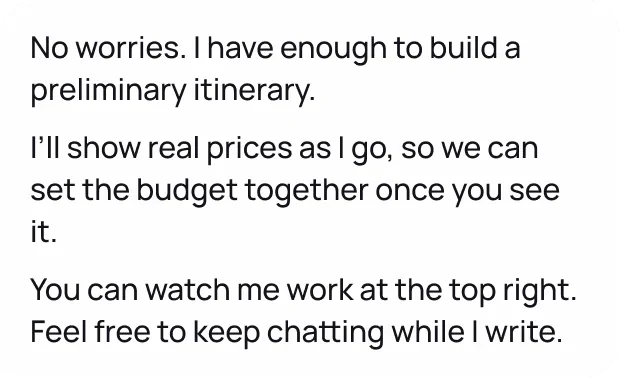 No worries. I have enough to build a
preliminary itinerary.
I’ll show real prices as I go, so we can
set the budget together once you see
it.
You can watch me work at the top right.
Feel free to keep chatting while I write.